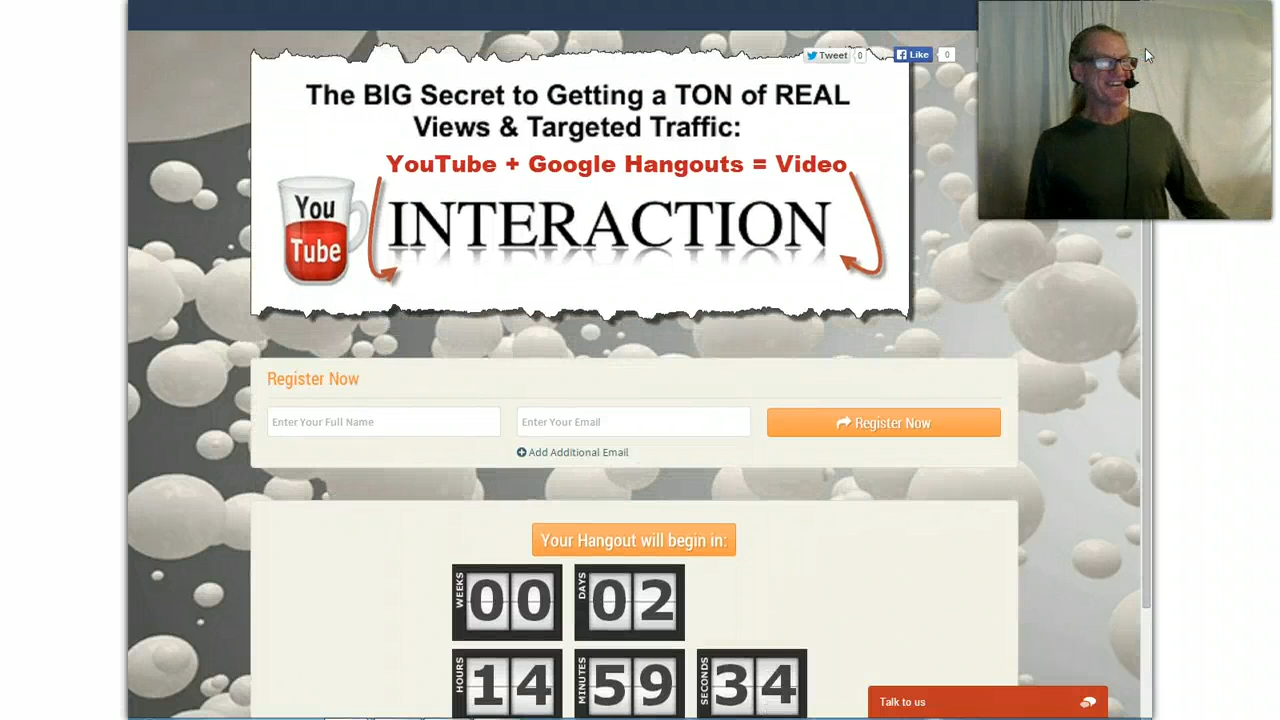 Tweet
0
Like
0
The BIG Secret to Getting a TON of REAL
Views & Targeted Traffic:
YouTube + Google Hangouts = Video
You
Tube
INTERACTION
Register Now
Enter Your Full Name
Enter Your Email
Register Now
Add Additional Email
Your Hangout will begin in:
WEEKS
00
DAYS
02
HOURS
14
MINUTES
59
SECONDS
34
Talk to us